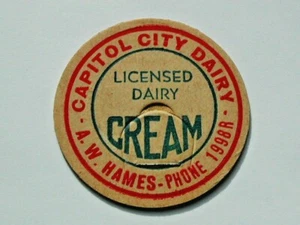 - CAPITOL CITY DAIRY -
LICENSED
DAIRY
CREAM
A. W. HAMES - PHONE 1998R